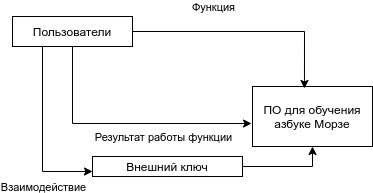 Функция
Пользователи
ПО для обучения
азбуке Морзе
Результат работы функции
Внешний ключ
Взаимодействие